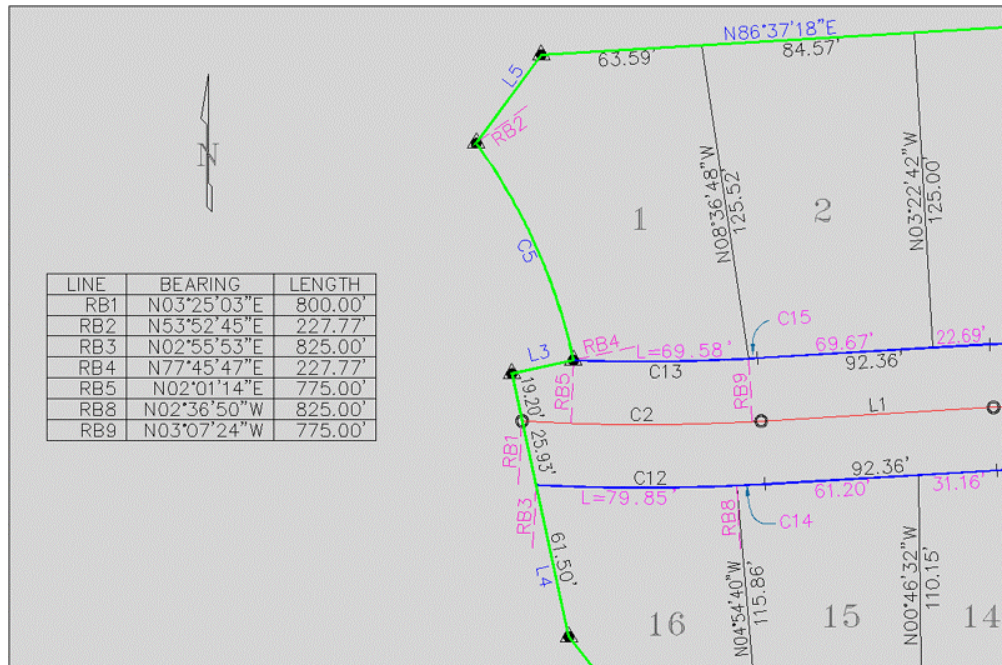 N86°37'18"E
63.59'
84.57'
L5
RB2
N
1
N08°36'48"W
125.52'
2
N03°22'42"W
125.00'
C5
LINE BEARING LENGTH
RB1 N03°25'03"E 800.00'
RB2 N53°52'45"E 227.77'
RB3 N02°55'53"E 825.00'
RB4 N77°45'47"E 227.77'
RB5 N02°01'14"E 775.00'
RB8 N02°36'50"W 825.00'
RB9 N03°07'24"W 775.00'
C15
RB4
L=69.58'
69.67'
22.69'
L3
C13
92.36'
19.20'
RB5
RB9
C2
L1
RB1
25.93'
C12
92.36'
L=79.85'
61.20'
31.16'
RB3
RB8
C14
61.50'
L4
16
N04°54'40"W
115.86'
15
N00°46'32"W
110.15'
14